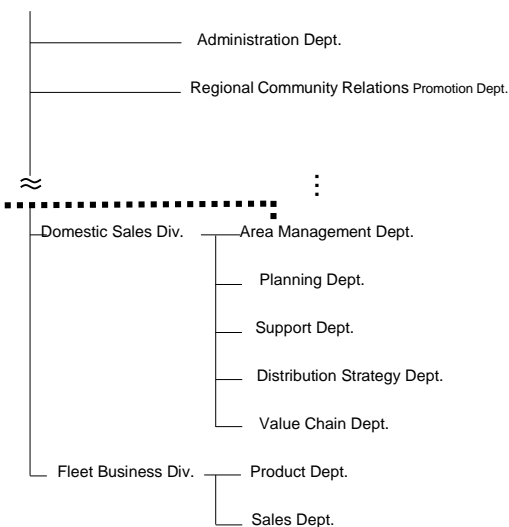 Administration Dept.
Regional Community Relations Promotion Dept.
Domestic Sales Div. Area Management Dept.
Planning Dept.
Support Dept.
Distribution Strategy Dept.
Value Chain Dept.
Fleet Business Div. Product Dept.
Sales Dept.